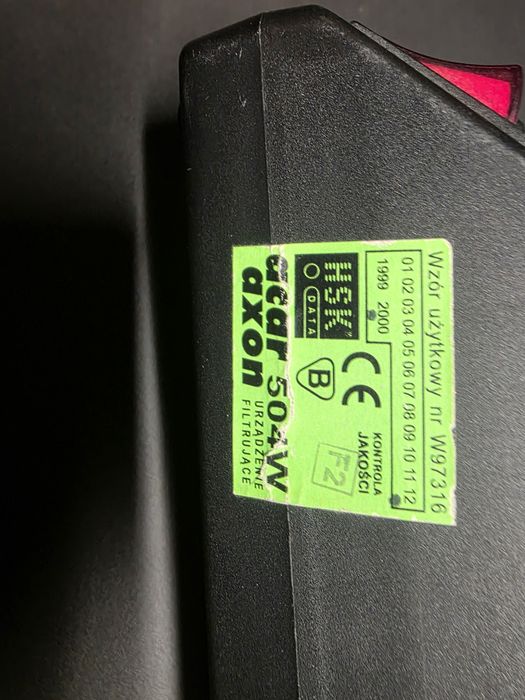 Wzór użytkowy nr W97316
01 02 03 04 05 06 07 08 09 10 11 12
1999 2000
HSK
DATA
CE
KONTROLA
JAKOŚCI
B
F2
acar 504W
axon
URZĄDZENIE
FILTRUJĄCE